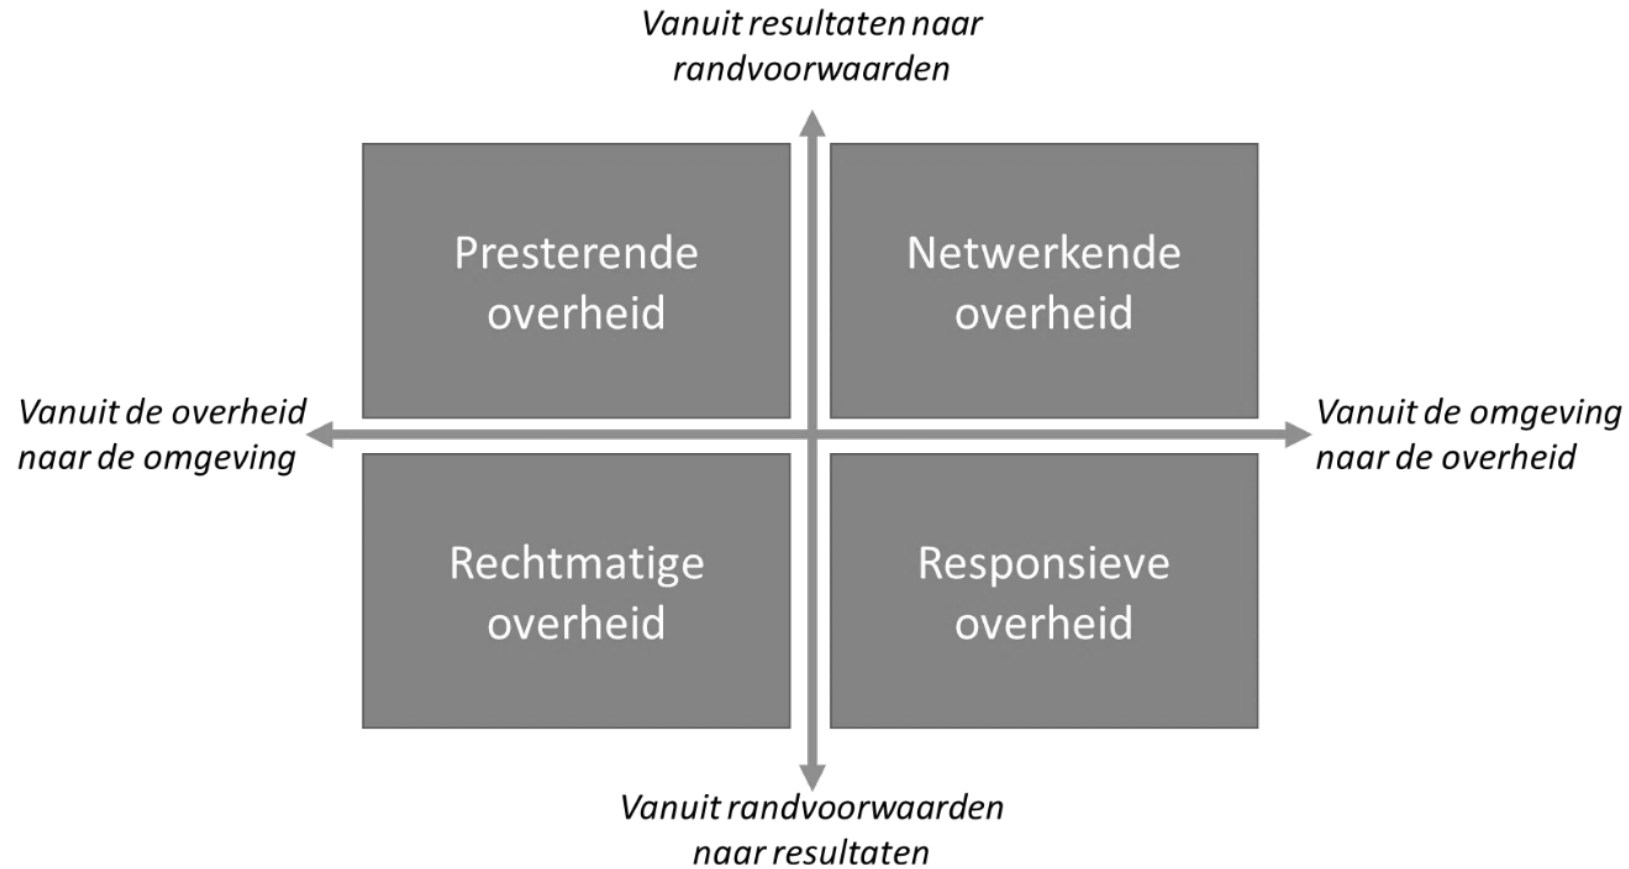 Vanuit resultaten naar
randvoorwaarden
Presterende
overheid
Netwerkende
overheid
Vanuit de overheid
naar de omgeving
Vanuit de omgeving
naar de overheid
Rechtmatige
overheid
Responsieve
overheid
Vanuit randvoorwaarden
naar resultaten